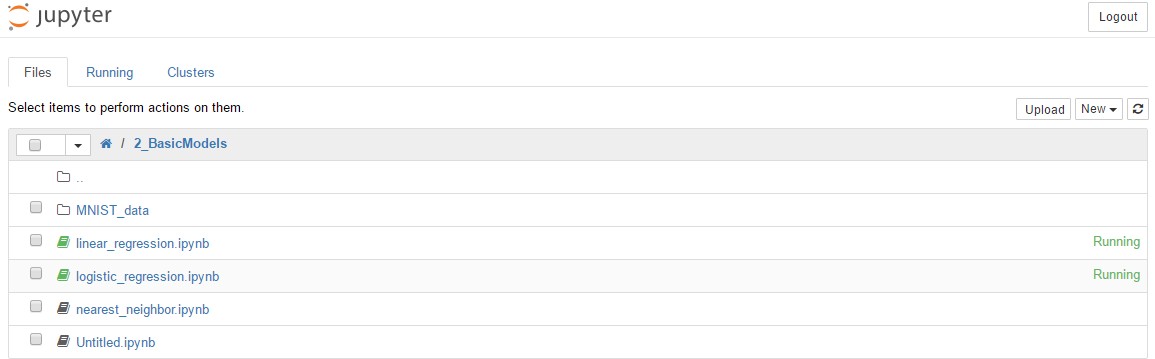 jupyter
Logout
Files Running Clusters
Select items to perform actions on them.
Upload New
/ 2_BasicModels
..
MNIST_data
linear_regression.ipynb Running
logistic_regression.ipynb Running
nearest_neighbor.ipynb
Untitled.ipynb